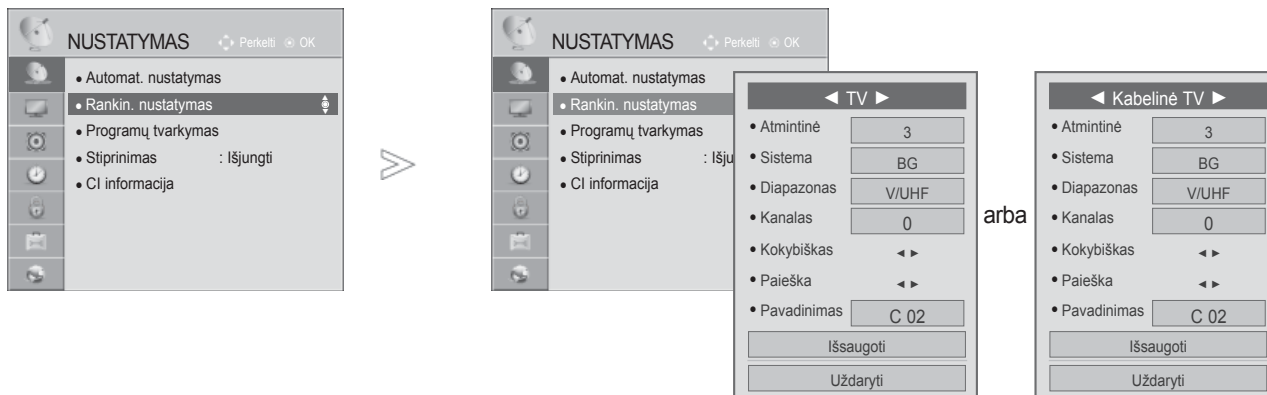 NUSTATYMAS Perkelti OK
• Automat. nustatymas
• Rankin. nustatymas
• Programų tvarkymas
• Stiprinimas : Išjungti
• CI informacija
NUSTATYMAS Perkelti OK
• Automat. nustatymas
• Rankin. nustatymas
• Programų tvarkymas
• Stiprinimas : Išju
• CI informacija
◄ TV ►
• Atmintinė 3
• Sistema BG
• Diapazonas V/UHF
• Kanalas 0
• Kokybiškas ◄ ►
• Paieška ◄ ►
• Pavadinimas C 02
Išsaugoti
Uždaryti
arba
◄ Kabelinė TV ►
• Atmintinė 3
• Sistema BG
• Diapazonas V/UHF
• Kanalas 0
• Kokybiškas ◄ ►
• Paieška ◄ ►
• Pavadinimas C 02
Išsaugoti
Uždaryti